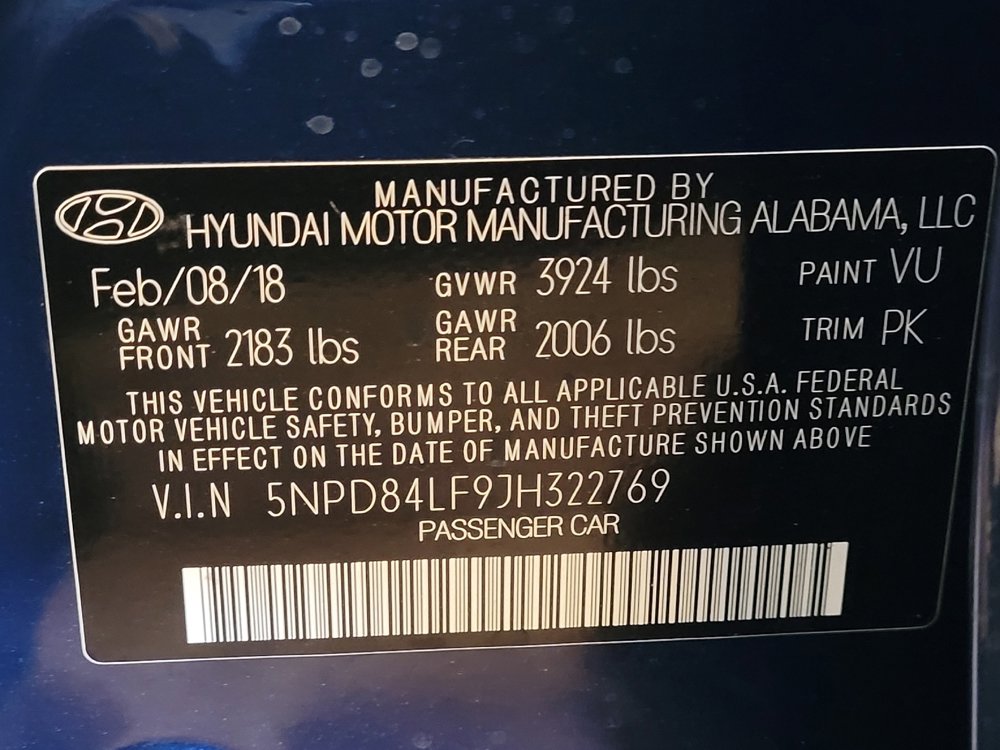 MANUFACTURED BY
HYUNDAI MOTOR MANUFACTURING ALABAMA, LLC
Feb/08/18 GVWR 3924 lbs PAINT VU
GAWR FRONT 2183 lbs GAWR REAR 2006 lbs TRIM PK
THIS VEHICLE CONFORMS TO ALL APPLICABLE U.S.A. FEDERAL
MOTOR VEHICLE SAFETY, BUMPER, AND THEFT PREVENTION STANDARDS
IN EFFECT ON THE DATE OF MANUFACTURE SHOWN ABOVE
V.I.N 5NPD84LF9JH322769
PASSENGER CAR